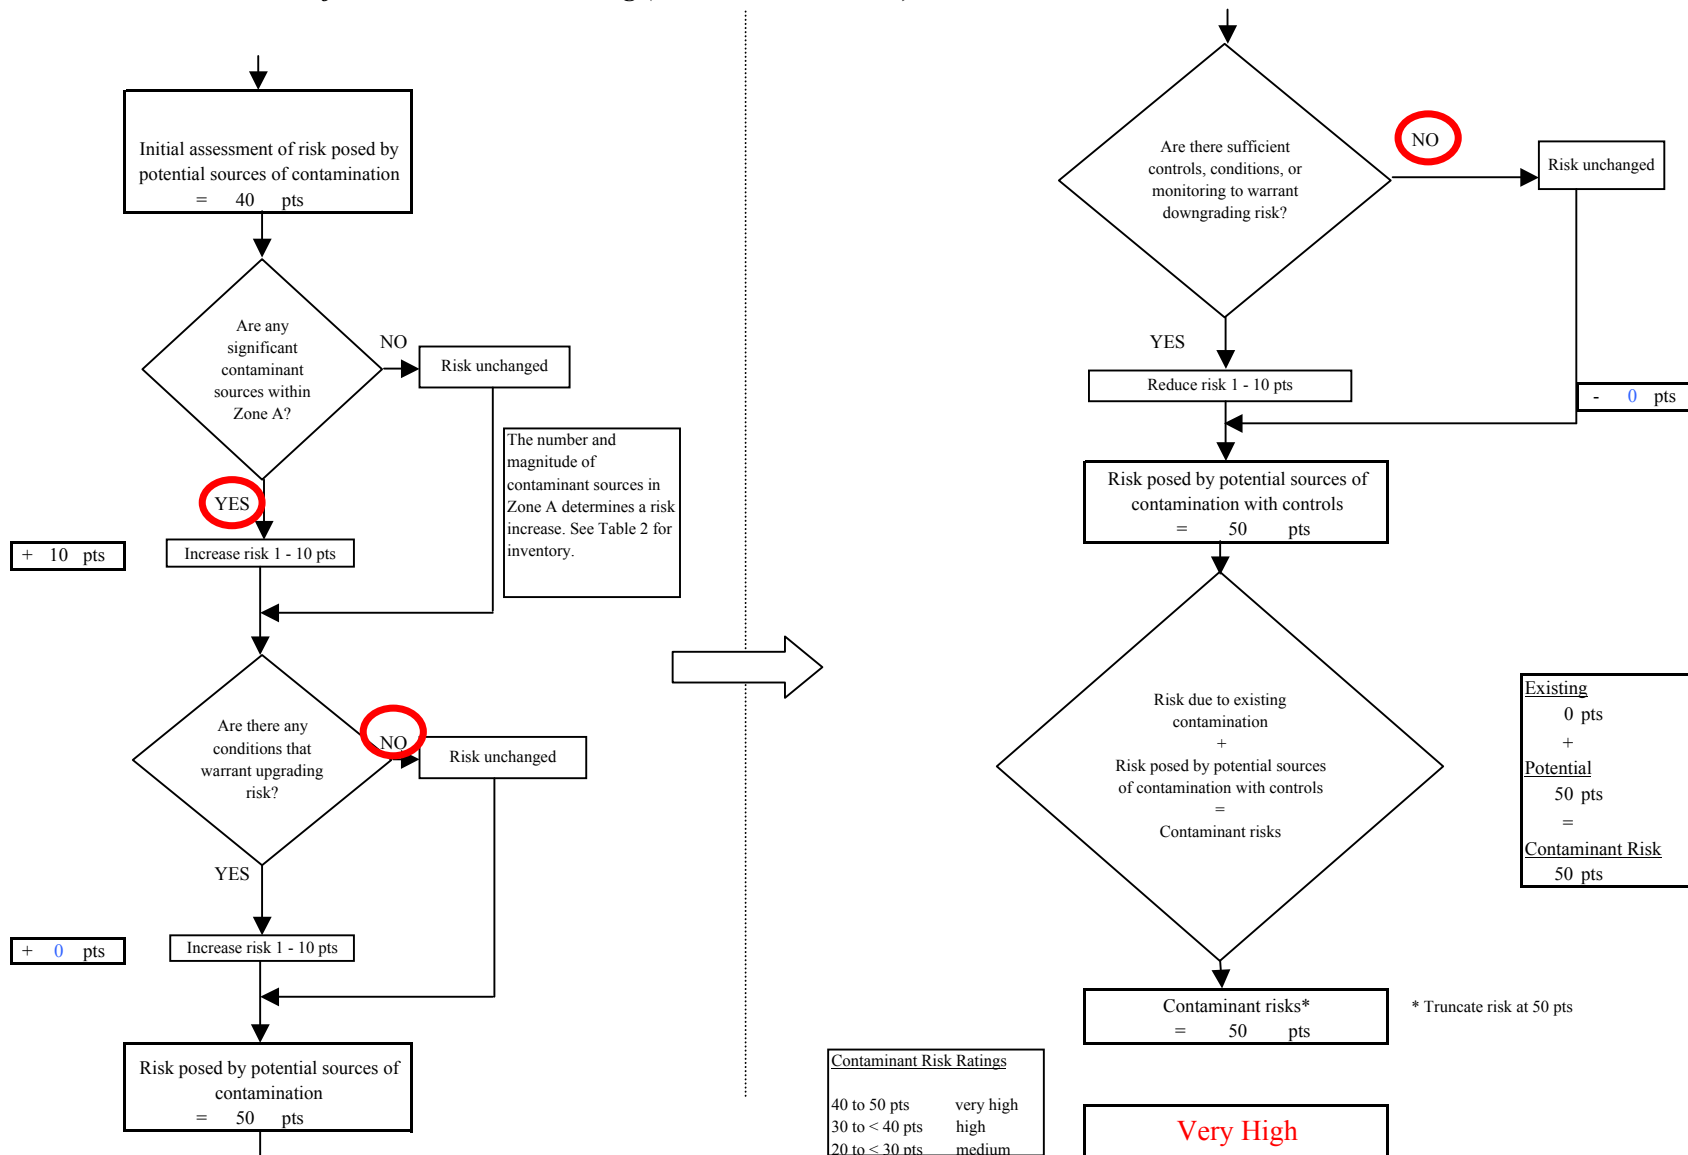 Initial assessment of risk posed by
potential sources of contamination
= 40 pts
Are any
significant
contaminant
sources within
Zone A?
NO
Risk unchanged
YES
The number and
magnitude of
contaminant sources in
Zone A determines a risk
increase. See Table 2 for
inventory.
+ 10 pts
Increase risk 1 - 10 pts
Are there any
conditions that
warrant upgrading
risk?
NO
Risk unchanged
YES
+ 0 pts
Increase risk 1 - 10 pts
Risk posed by potential sources of
contamination
= 50 pts
Are there sufficient
controls, conditions, or
monitoring to warrant
downgrading risk?
NO
Risk unchanged
YES
Reduce risk 1 - 10 pts
- 0 pts
Risk posed by potential sources of
contamination with controls
= 50 pts
Risk due to existing
contamination
+
Risk posed by potential sources
of contamination with controls
=
Contaminant risks
Existing
0 pts
+
Potential
50 pts
=
Contaminant Risk
50 pts
Contaminant risks*
= 50 pts
* Truncate risk at 50 pts
Contaminant Risk Ratings
40 to 50 pts very high
30 to < 40 pts high
20 to < 30 pts medium
Very High